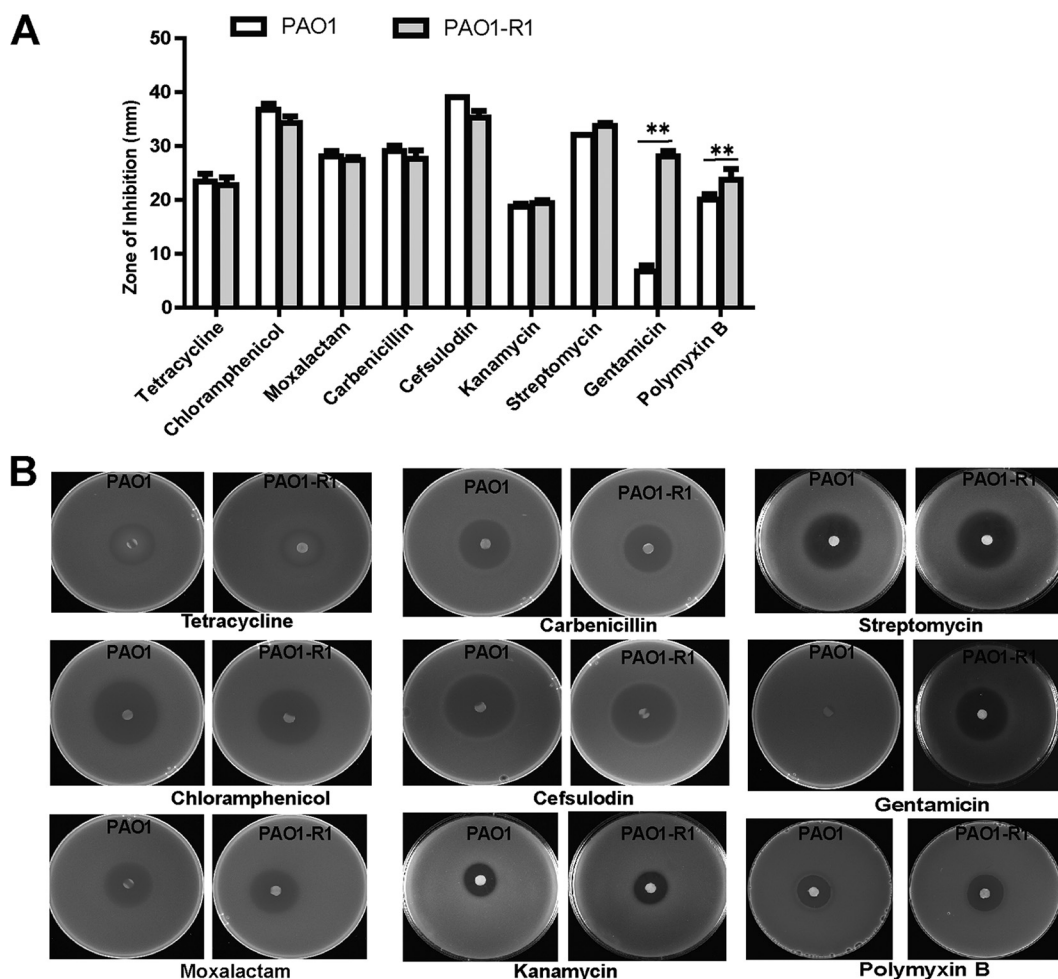 A
PAO1
PAO1-R1
Zone of Inhibition (mm)
50
40
30
20
10
0
**
**
Tetracycline
Chloramphenicol
Moxalactam
Carbenicillin
Cefsulodin
Kanamycin
Streptomycin
Gentamicin
Polymyxin B
B
PAO1 PAO1-R1
Tetracycline
PAO1 PAO1-R1
Carbenicillin
PAO1 PAO1-R1
Streptomycin
PAO1 PAO1-R1
Chloramphenicol
PAO1 PAO1-R1
Cefsulodin
PAO1 PAO1-R1
Gentamicin
PAO1 PAO1-R1
Moxalactam
PAO1 PAO1-R1
Kanamycin
PAO1 PAO1-R1
Polymyxin B